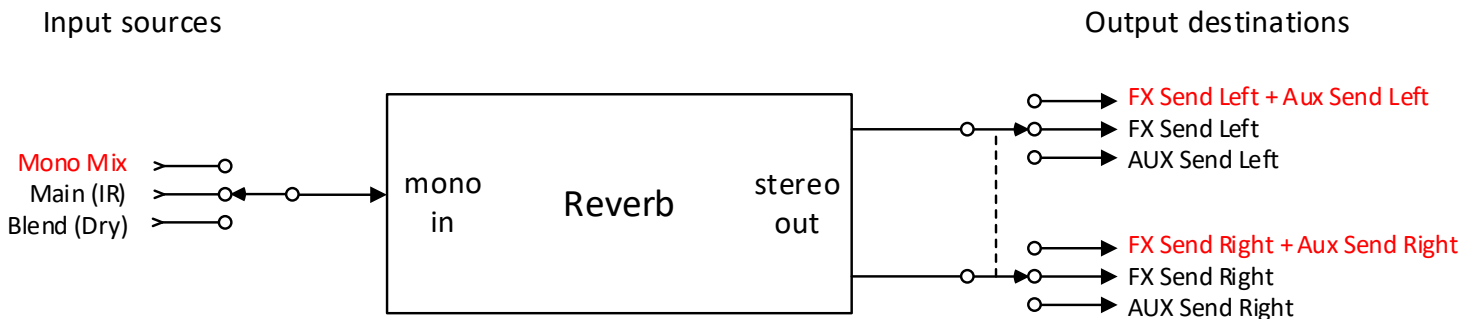 Input sources
Output destinations
Mono Mix
Main (IR)
Blend (Dry)
mono
in
Reverb
stereo
out
FX Send Left + Aux Send Left
FX Send Left
AUX Send Left
FX Send Right + Aux Send Right
FX Send Right
AUX Send Right